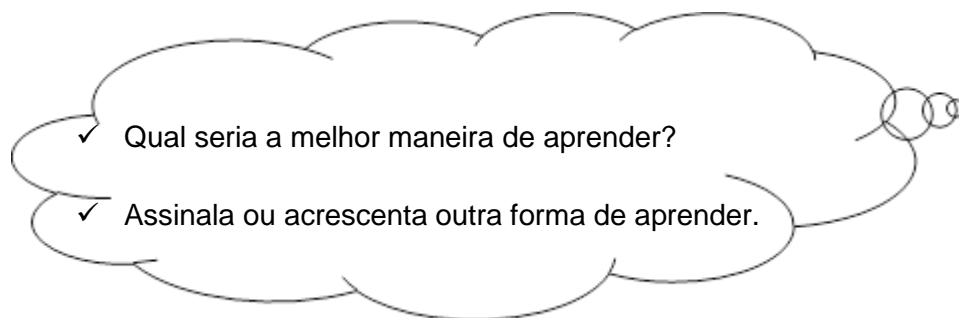 ✓ Qual seria a melhor maneira de aprender?
✓ Assinala ou acrescenta outra forma de aprender.